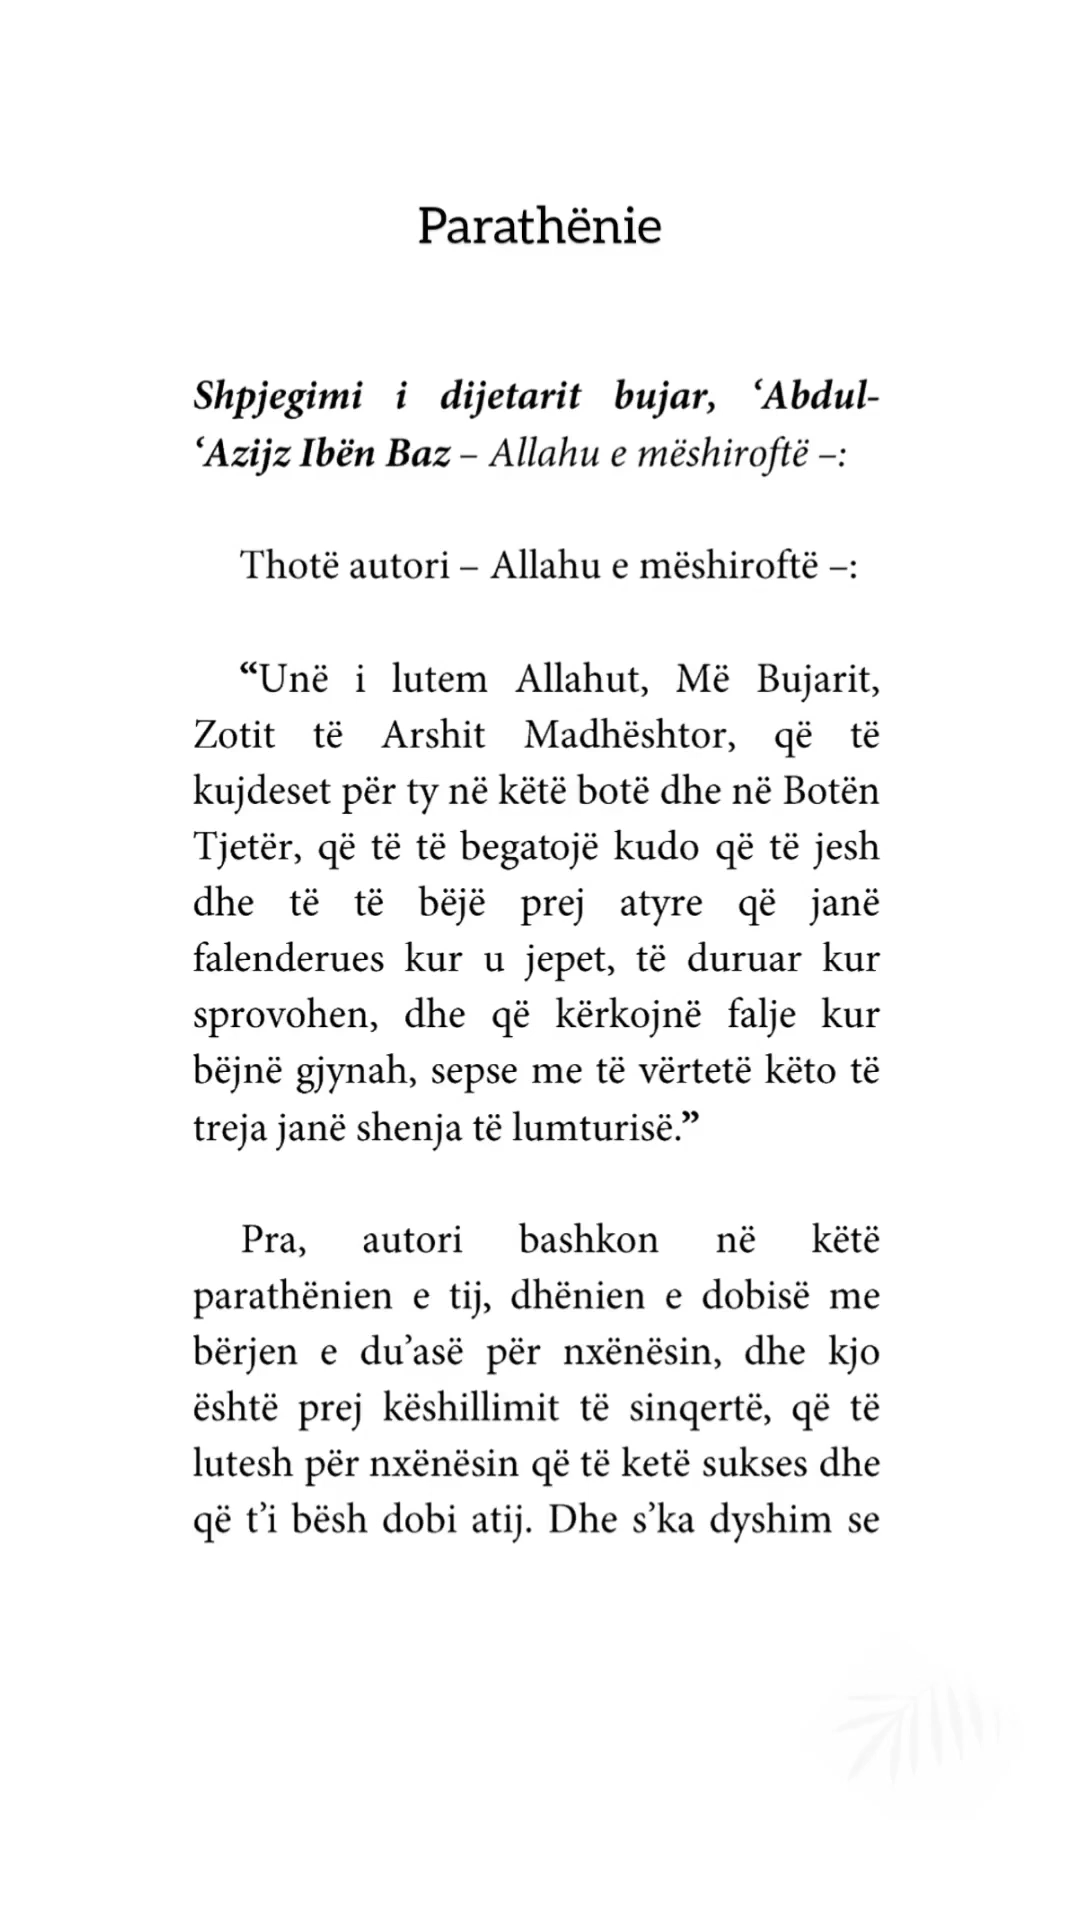 Parathënie
Shpjegimi i dijetarit bujar, ‘Abdul-
‘Azijz Ibën Baz – Allahu e mëshiroftë –:
Thotë autori – Allahu e mëshiroftë –:
“Unë i lutem Allahut, Më Bujarit,
Zotit të Arshit Madhështor, që të
kujdeset për ty në këtë botë dhe në Botën
Tjetër, që të të begatojë kudo që të jesh
dhe të të bëjë prej atyre që janë
falenderues kur u jepet, të duruar kur
sprovohen, dhe që kërkojnë falje kur
bëjnë gjynah, sepse me të vërtetë këto të
treja janë shenja të lumturisë.”
Pra, autori bashkon në këtë
parathënien e tij, dhënien e dobisë me
bërjen e du’asë për nxënësin, dhe kjo
është prej këshillimit të sinqertë, që të
lutesh për nxënësin që të ketë sukses dhe
që t’i bësh dobi atij. Dhe s’ka dyshim se